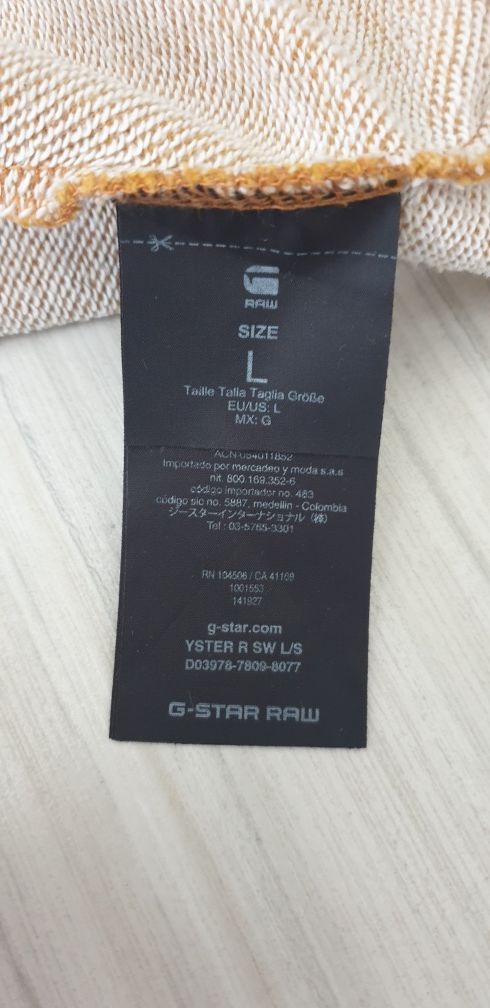 RAW
SIZE
L
Taille Talla Taglia Größe
EU/US: L
MX: G
ACN 054011852
Importado por mercadeo y moda s.a.s
nit. 800.169.352-6
código importador no. 483
código sic no. 5887, medellin - Colombia
ジースターインターナショナル (株)
Tel : 03-5765-3301
RN 104506 / CA 41169
1001553
141927
g-star.com
YSTER R SW L/S
D03978-7809-8077
G-STAR RAW